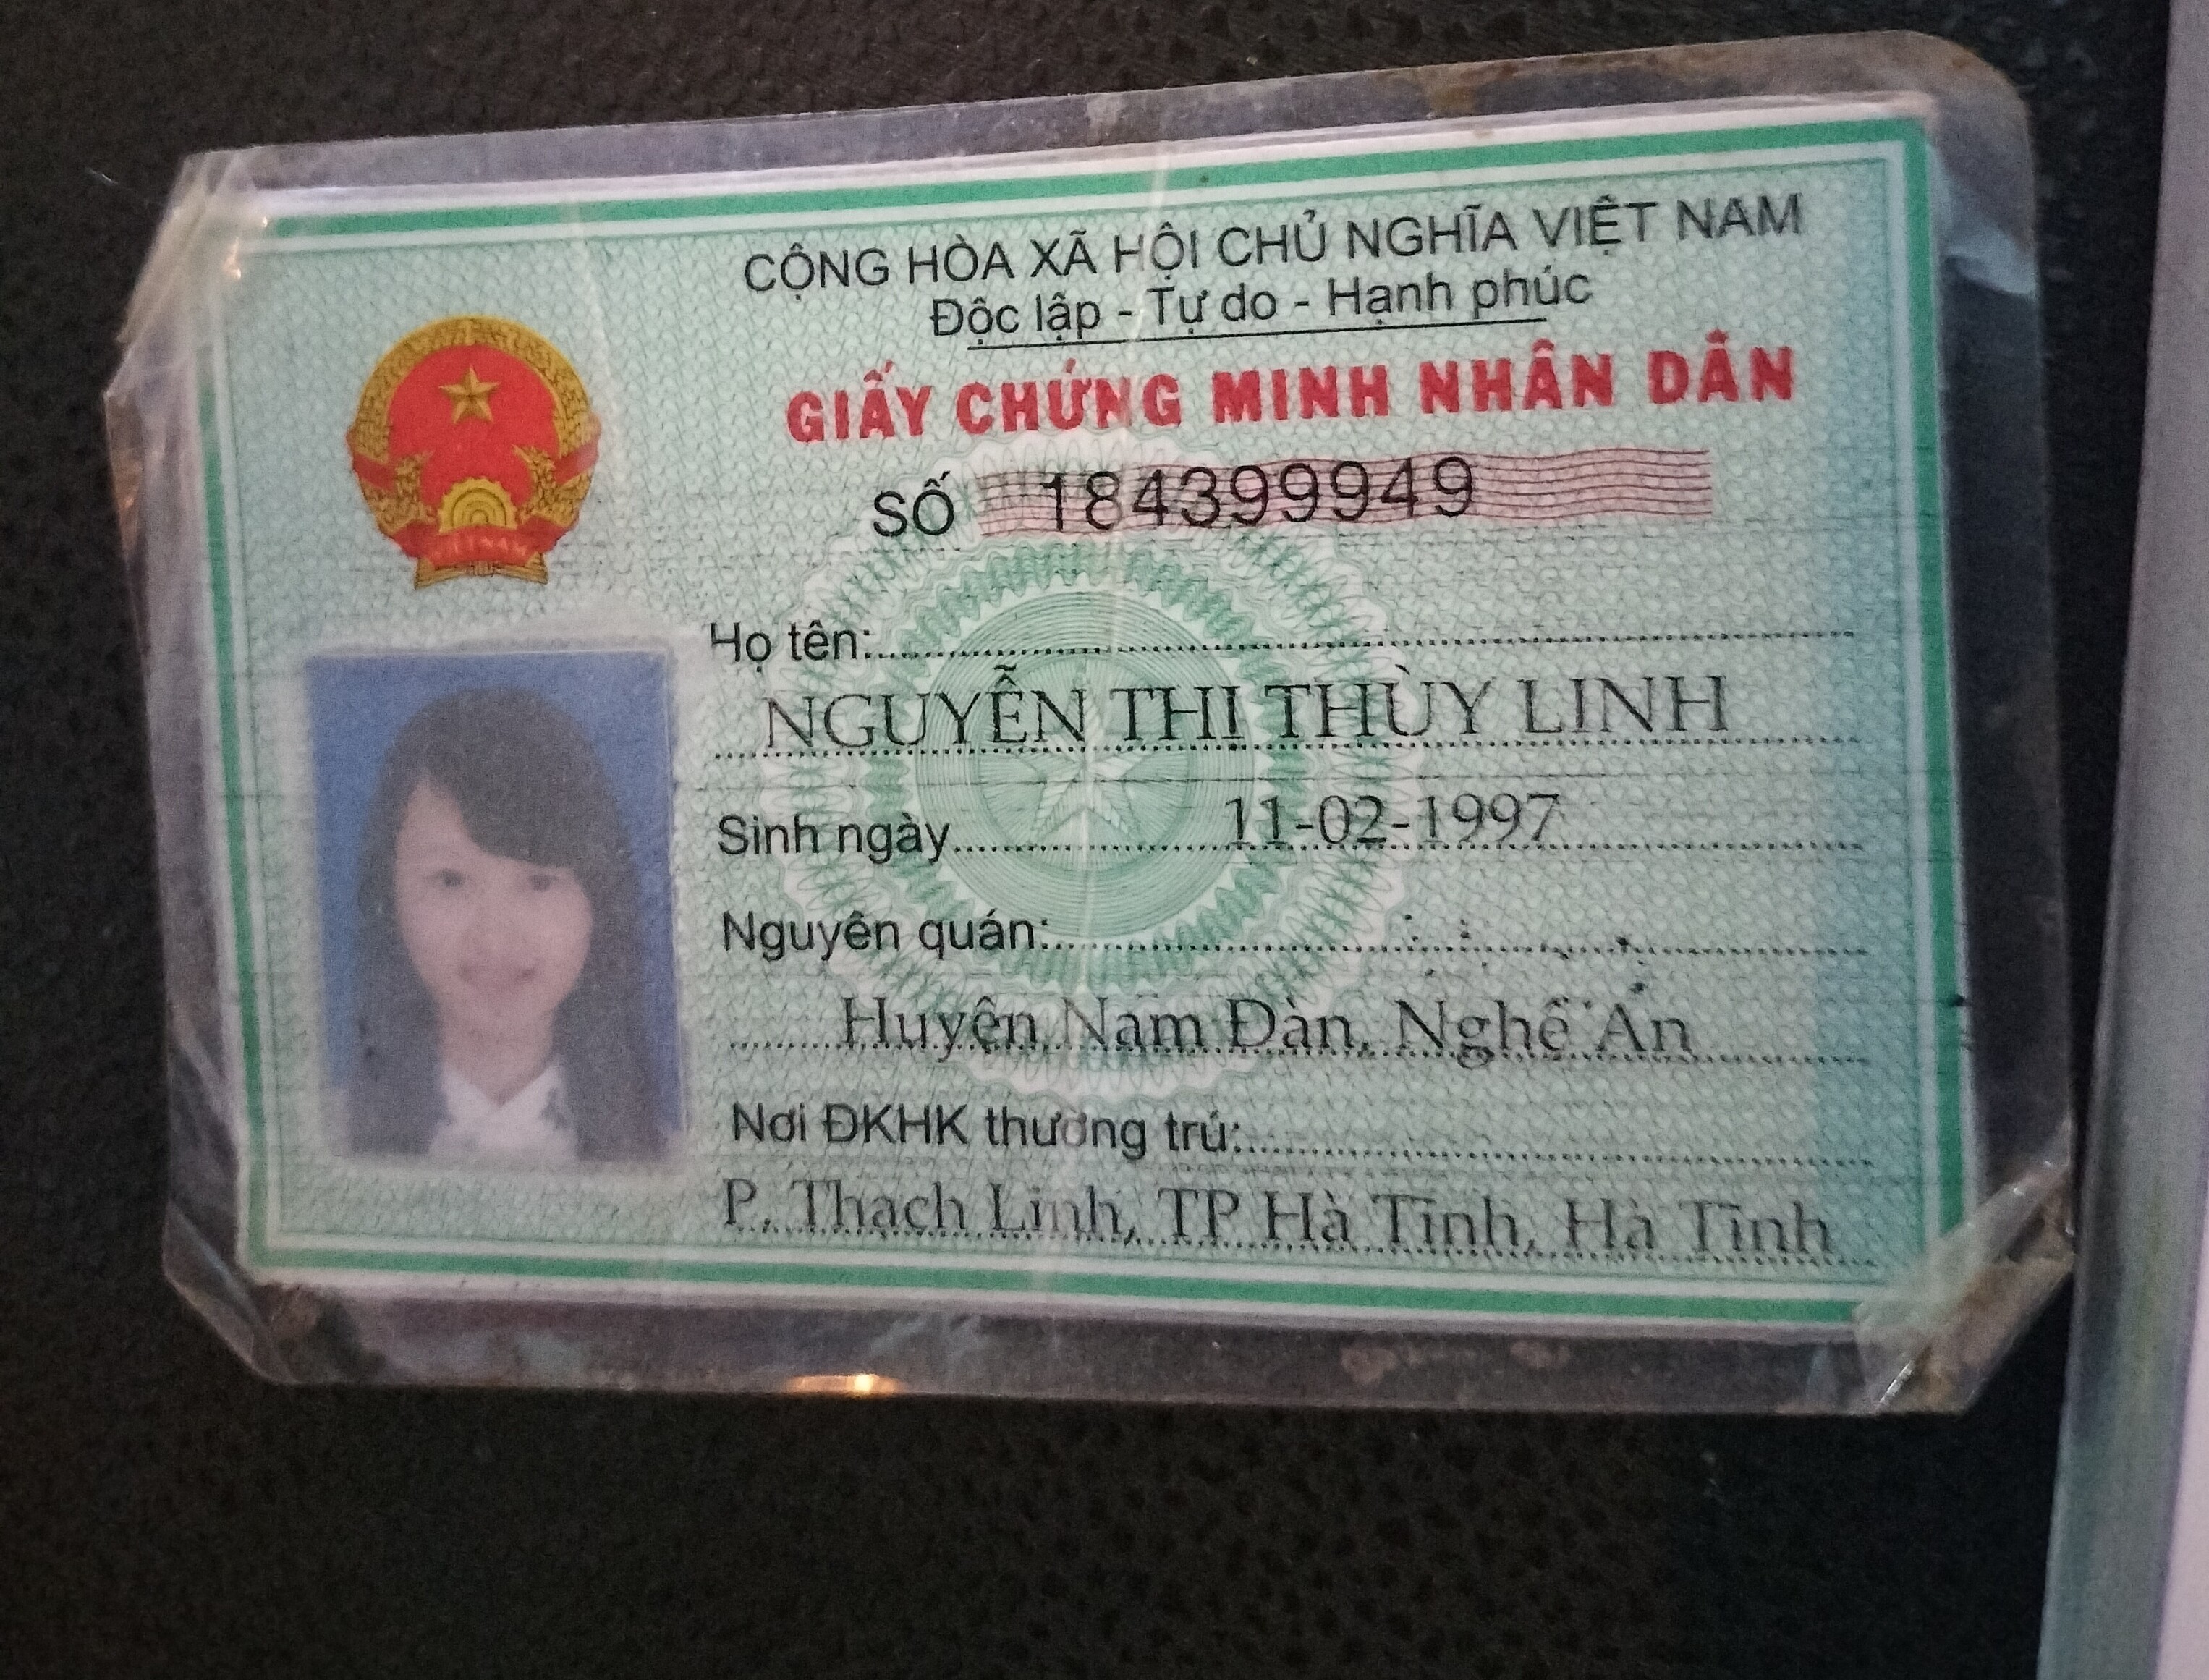 CỘNG HÒA XÃ HỘI CHỦ NGHĨA VIỆT NAM
Độc lập - Tự do - Hạnh phúc
GIẤY CHỨNG MINH NHÂN DÂN
SỐ 184399949
VIỆT NAM
Họ tên:
NGUYỄN THỊ THÙY LINH
Sinh ngày 11-02-1997
Nguyên quán:
Huyện Nam Đàn, Nghệ An
Nơi ĐKHK thường trú:
P. Thạch Linh, TP Hà Tĩnh, Hà Tĩnh